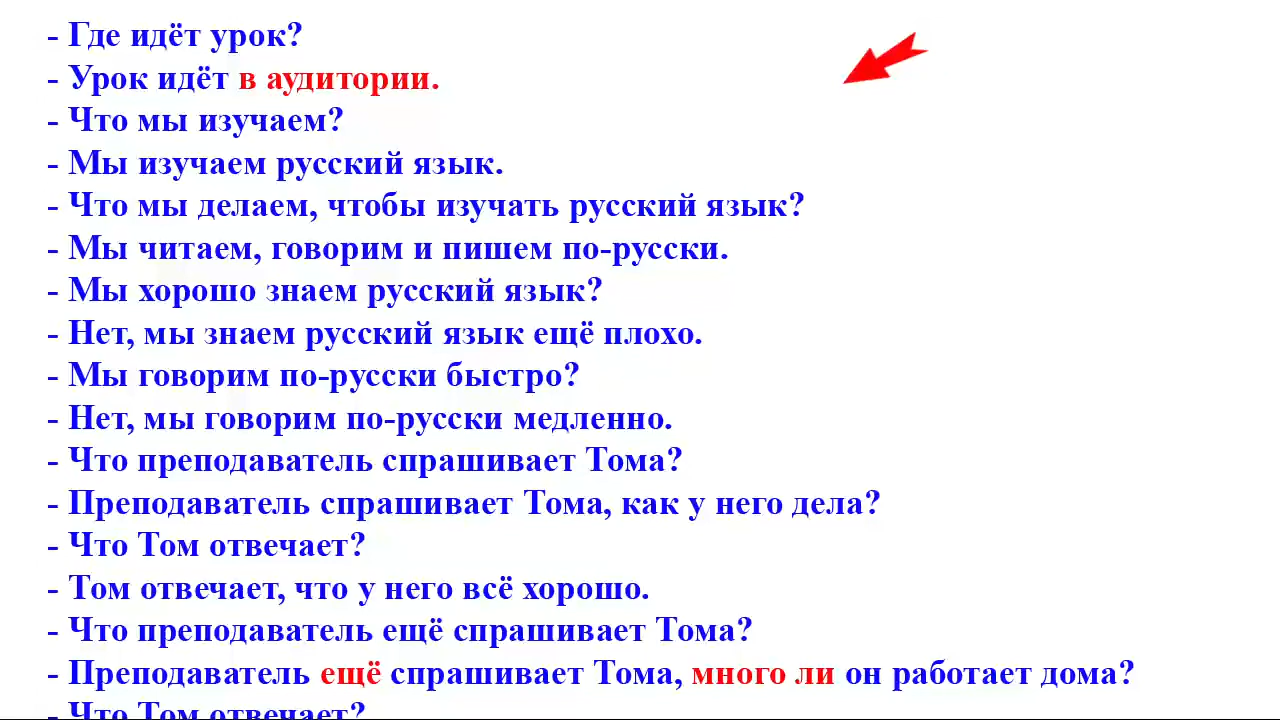 - Где идёт урок?
- Урок идёт в аудитории.
- Что мы изучаем?
- Мы изучаем русский язык.
- Что мы делаем, чтобы изучать русский язык?
- Мы читаем, говорим и пишем по-русски.
- Мы хорошо знаем русский язык?
- Нет, мы знаем русский язык ещё плохо.
- Мы говорим по-русски быстро?
- Нет, мы говорим по-русски медленно.
- Что преподаватель спрашивает Тома?
- Преподаватель спрашивает Тома, как у него дела?
- Что Том отвечает?
- Том отвечает, что у него всё хорошо.
- Что преподаватель ещё спрашивает Тома?
- Преподаватель ещё спрашивает Тома, много ли он работает дома?
- Что Том отвечает?